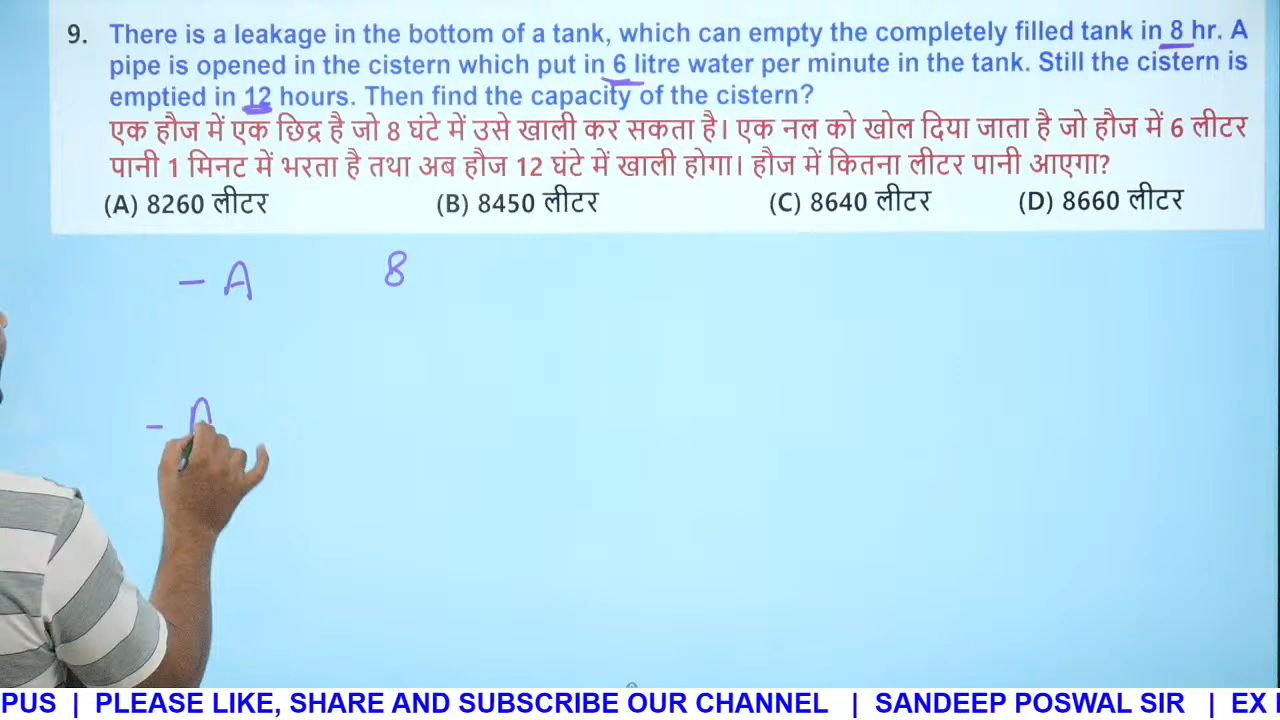 9. There is a leakage in the bottom of a tank, which can empty the completely filled tank in 8 hr. A
pipe is opened in the cistern which put in 6 litre water per minute in the tank. Still the cistern is
emptied in 12 hours. Then find the capacity of the cistern?
एक हौज में एक छिद्र है जो 8 घंटे में उसे खाली कर सकता है। एक नल को खोल दिया जाता है जो हौज में 6 लीटर
पानी 1 मिनट में भरता है तथा अब हौज 12 घंटे में खाली होगा। हौज में कितना लीटर पानी आएगा?
(A) 8260 लीटर (B) 8450 लीटर (C) 8640 लीटर (D) 8660 लीटर
- A 8
-
PUS | PLEASE LIKE, SHARE AND SUBSCRIBE OUR CHANNEL | SANDEEP POSWAL SIR | EX